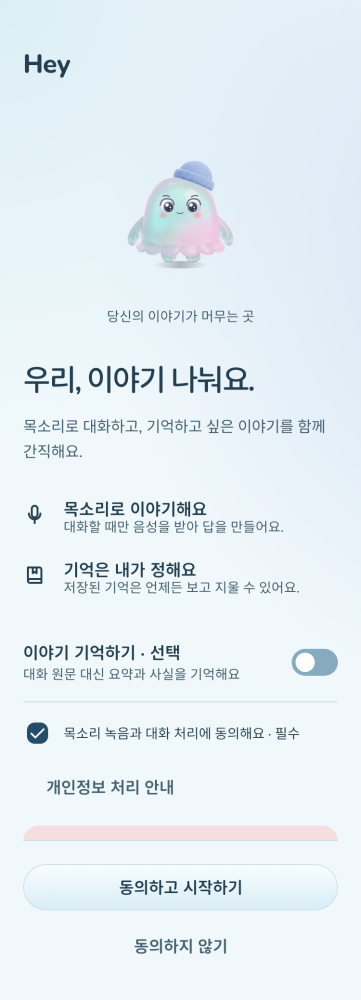 Hey
당신의 이야기가 머무는 곳
우리, 이야기 나눠요.
목소리로 대화하고, 기억하고 싶은 이야기를 함께
간직해요.
목소리로 이야기해요
대화할 때만 음성을 받아 답을 만들어요.
기억은 내가 정해요
저장된 기억은 언제든 보고 지울 수 있어요.
이야기 기억하기 · 선택
대화 원문 대신 요약과 사실을 기억해요
목소리 녹음과 대화 처리에 동의해요 · 필수
개인정보 처리 안내
동의하고 시작하기
동의하지 않기